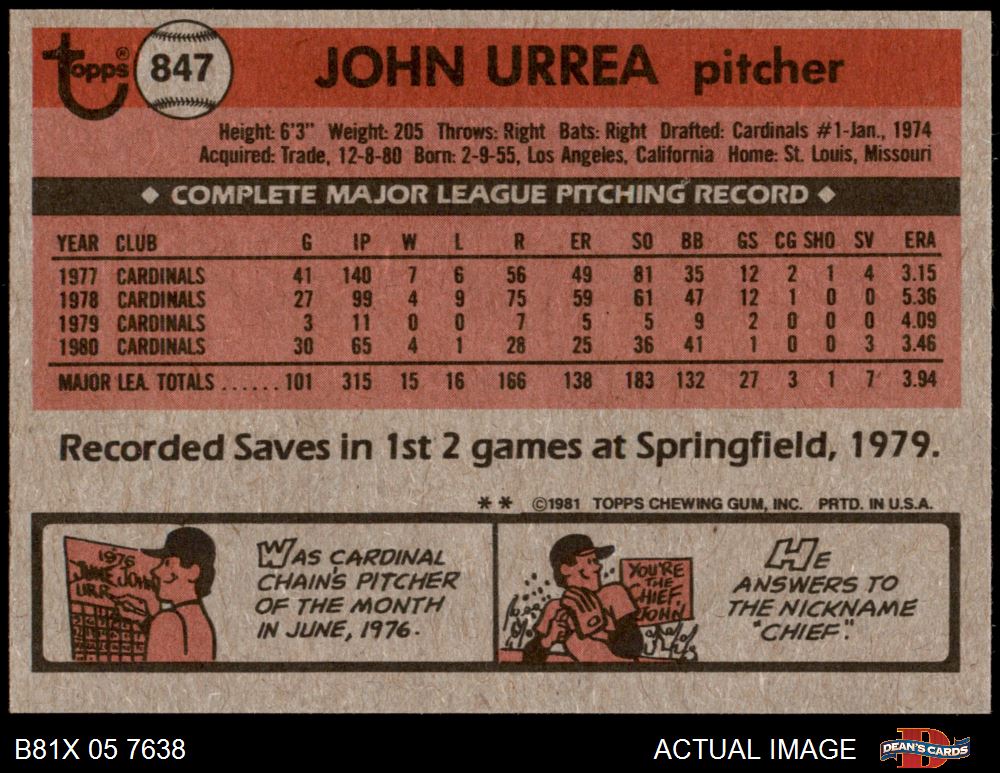 Topps® 847 JOHN URREA pitcher
Height: 6'3" Weight: 205 Throws: Right Bats: Right Drafted: Cardinals #1-Jan., 1974
Acquired: Trade, 12-8-80 Born: 2-9-55, Los Angeles, California Home: St. Louis, Missouri
◆ COMPLETE MAJOR LEAGUE PITCHING RECORD ◆
YEAR CLUB G IP W L R ER SO BB GS CG SHO SV ERA
1977 CARDINALS 41 140 7 6 56 49 81 35 12 2 1 4 3.15
1978 CARDINALS 27 99 4 9 75 59 61 47 12 1 0 0 5.36
1979 CARDINALS 3 11 0 0 7 5 5 9 2 0 0 0 4.09
1980 CARDINALS 30 65 4 1 28 25 36 41 1 0 0 3 3.46
MAJOR LEA. TOTALS ...... 101 315 15 16 166 138 183 132 27 3 1 7 3.94
Recorded Saves in 1st 2 games at Springfield, 1979.
** ©1981 TOPPS CHEWING GUM, INC. PRTD. IN U.S.A.
1976
JUNE JOHN
URR
WAS CARDINAL
CHAIN'S PITCHER
OF THE MONTH
IN JUNE, 1976.
YOU'RE
THE
CHIEF
JOHN!
HE
ANSWERS TO
THE NICKNAME
"CHIEF".
B81X 05 7638 ACTUAL IMAGE DEAN'S CARDS